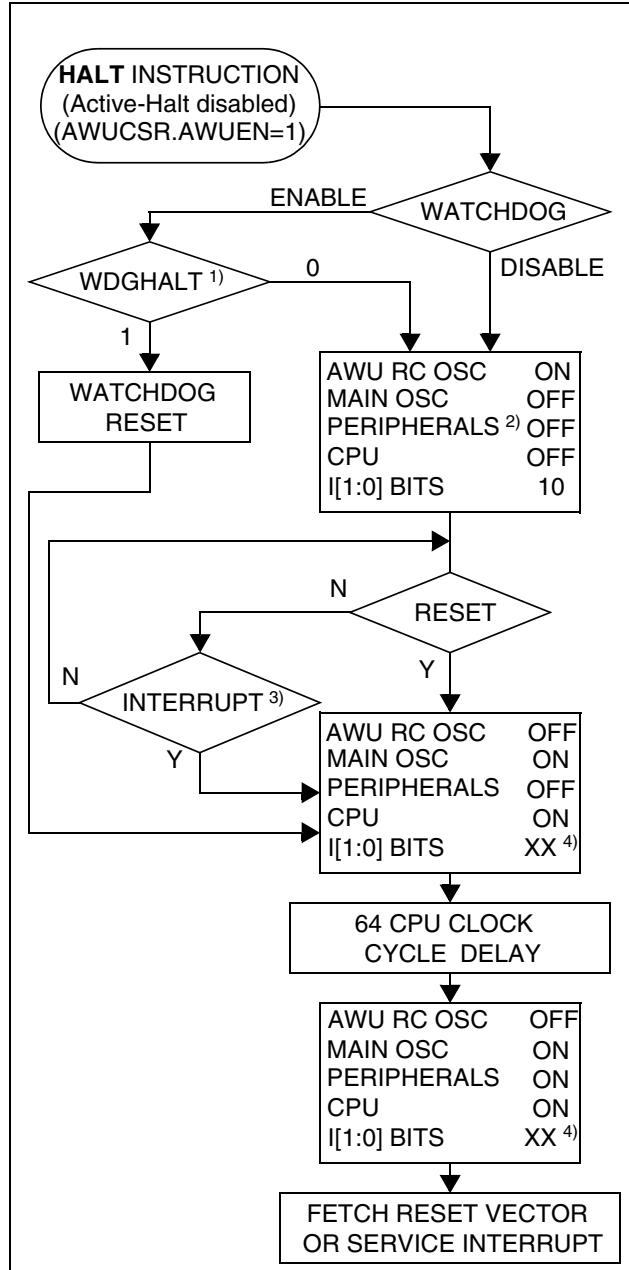 HALT INSTRUCTION
(Active-Halt disabled)
(AWUCSR.AWUEN=1)
ENABLE
WATCHDOG
WDGHALT 1)
0
DISABLE
1
WATCHDOG
RESET
AWU RC OSC ON
MAIN OSC OFF
PERIPHERALS 2) OFF
CPU OFF
I[1:0] BITS 10
N
RESET
N
INTERRUPT 3)
Y
Y
AWU RC OSC OFF
MAIN OSC ON
PERIPHERALS OFF
CPU ON
I[1:0] BITS XX 4)
64 CPU CLOCK
CYCLE DELAY
AWU RC OSC OFF
MAIN OSC ON
PERIPHERALS ON
CPU ON
I[1:0] BITS XX 4)
FETCH RESET VECTOR
OR SERVICE INTERRUPT